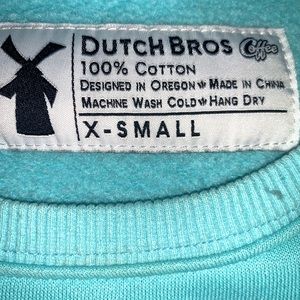 DUTCH BROS Coffee
100% COTTON
DESIGNED IN OREGON MADE IN CHINA
MACHINE WASH COLD HANG DRY
X-SMALL